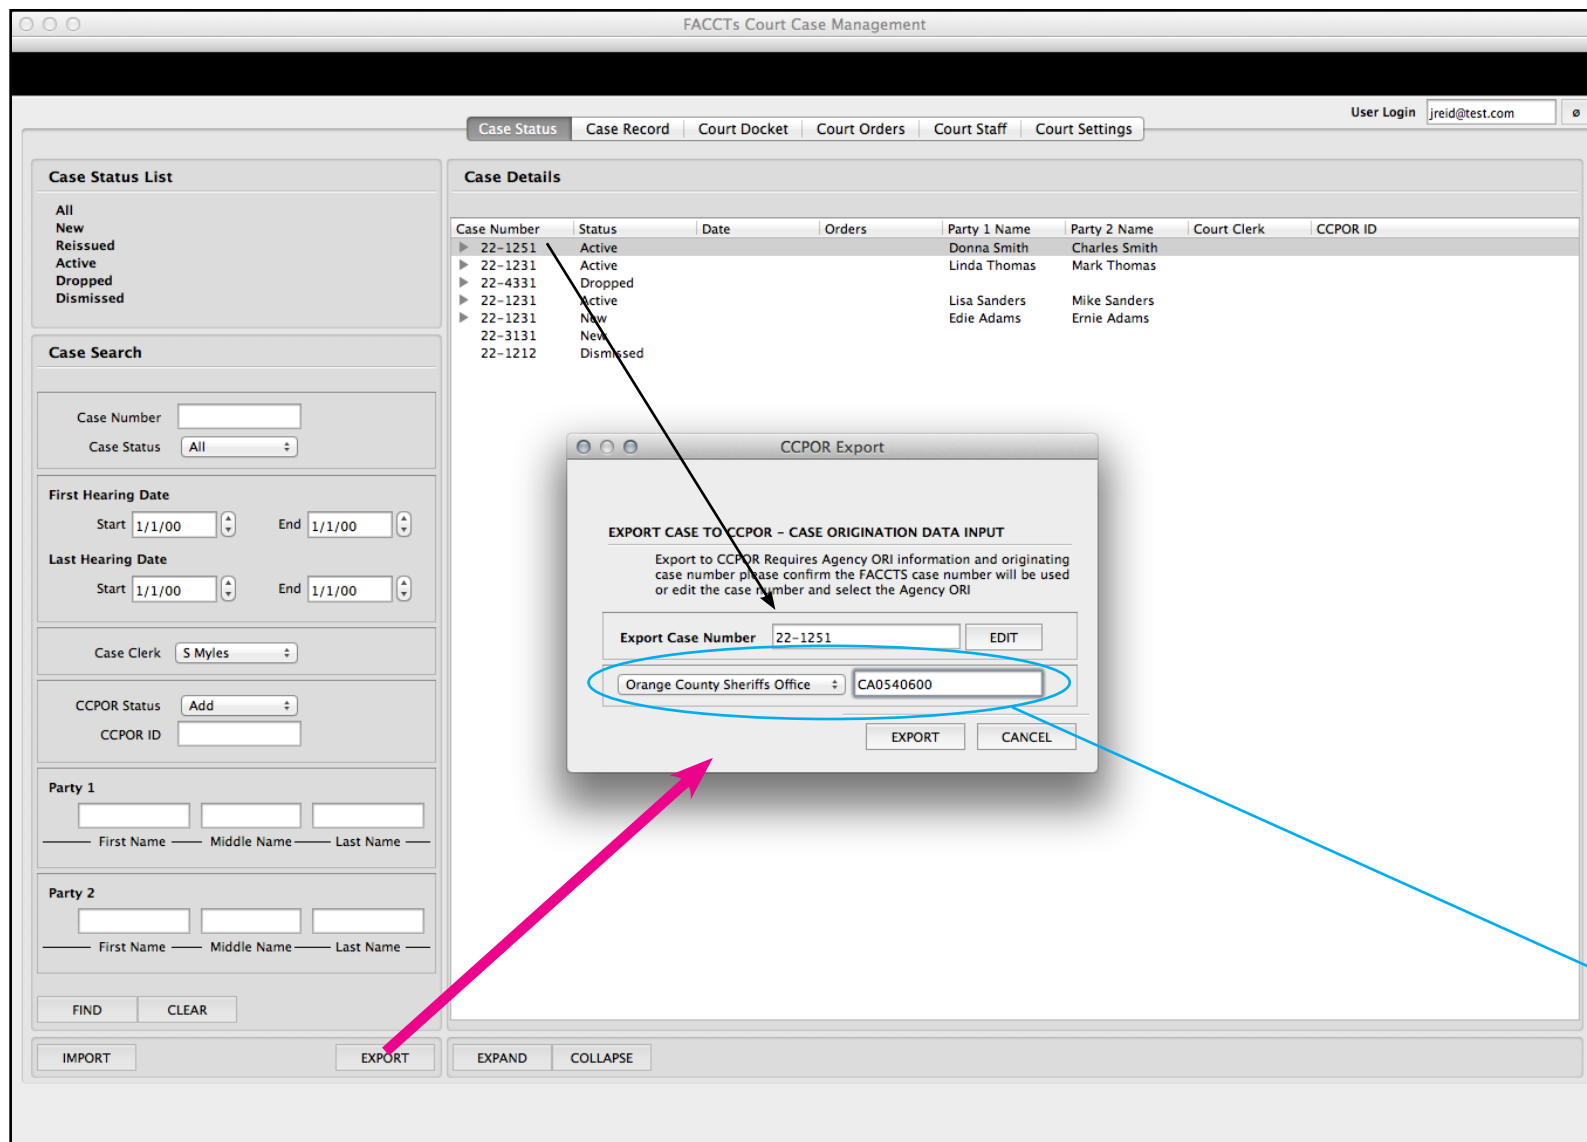 FACCTs Court Case Management
User Login jreid@test.com ø
Case Status Case Record Court Docket Court Orders Court Staff Court Settings
Case Status List
All
New
Reissued
Active
Dropped
Dismissed
Case Search
Case Number
Case Status All
First Hearing Date
Start 1/1/00 End 1/1/00
Last Hearing Date
Start 1/1/00 End 1/1/00
Case Clerk S Myles
CCPOR Status Add
CCPOR ID
Party 1
First Name Middle Name Last Name
Party 2
First Name Middle Name Last Name
FIND CLEAR
IMPORT EXPORT
Case Details
Case Number Status Date Orders Party 1 Name Party 2 Name Court Clerk CCPOR ID
22-1251 Active Donna Smith Charles Smith
22-1231 Active Linda Thomas Mark Thomas
22-4331 Dropped
22-1231 Active Lisa Sanders Mike Sanders
22-1231 New Edie Adams Ernie Adams
22-3131 New
22-1212 Dismissed
CCPOR Export
EXPORT CASE TO CCPOR - CASE ORIGINATION DATA INPUT
Export to CCPOR Requires Agency ORI information and originating
case number please confirm the FACCTS case number will be used
or edit the case number and select the Agency ORI
Export Case Number 22-1251 EDIT
Orange County Sheriffs Office CA0540600
EXPORT CANCEL
EXPAND COLLAPSE